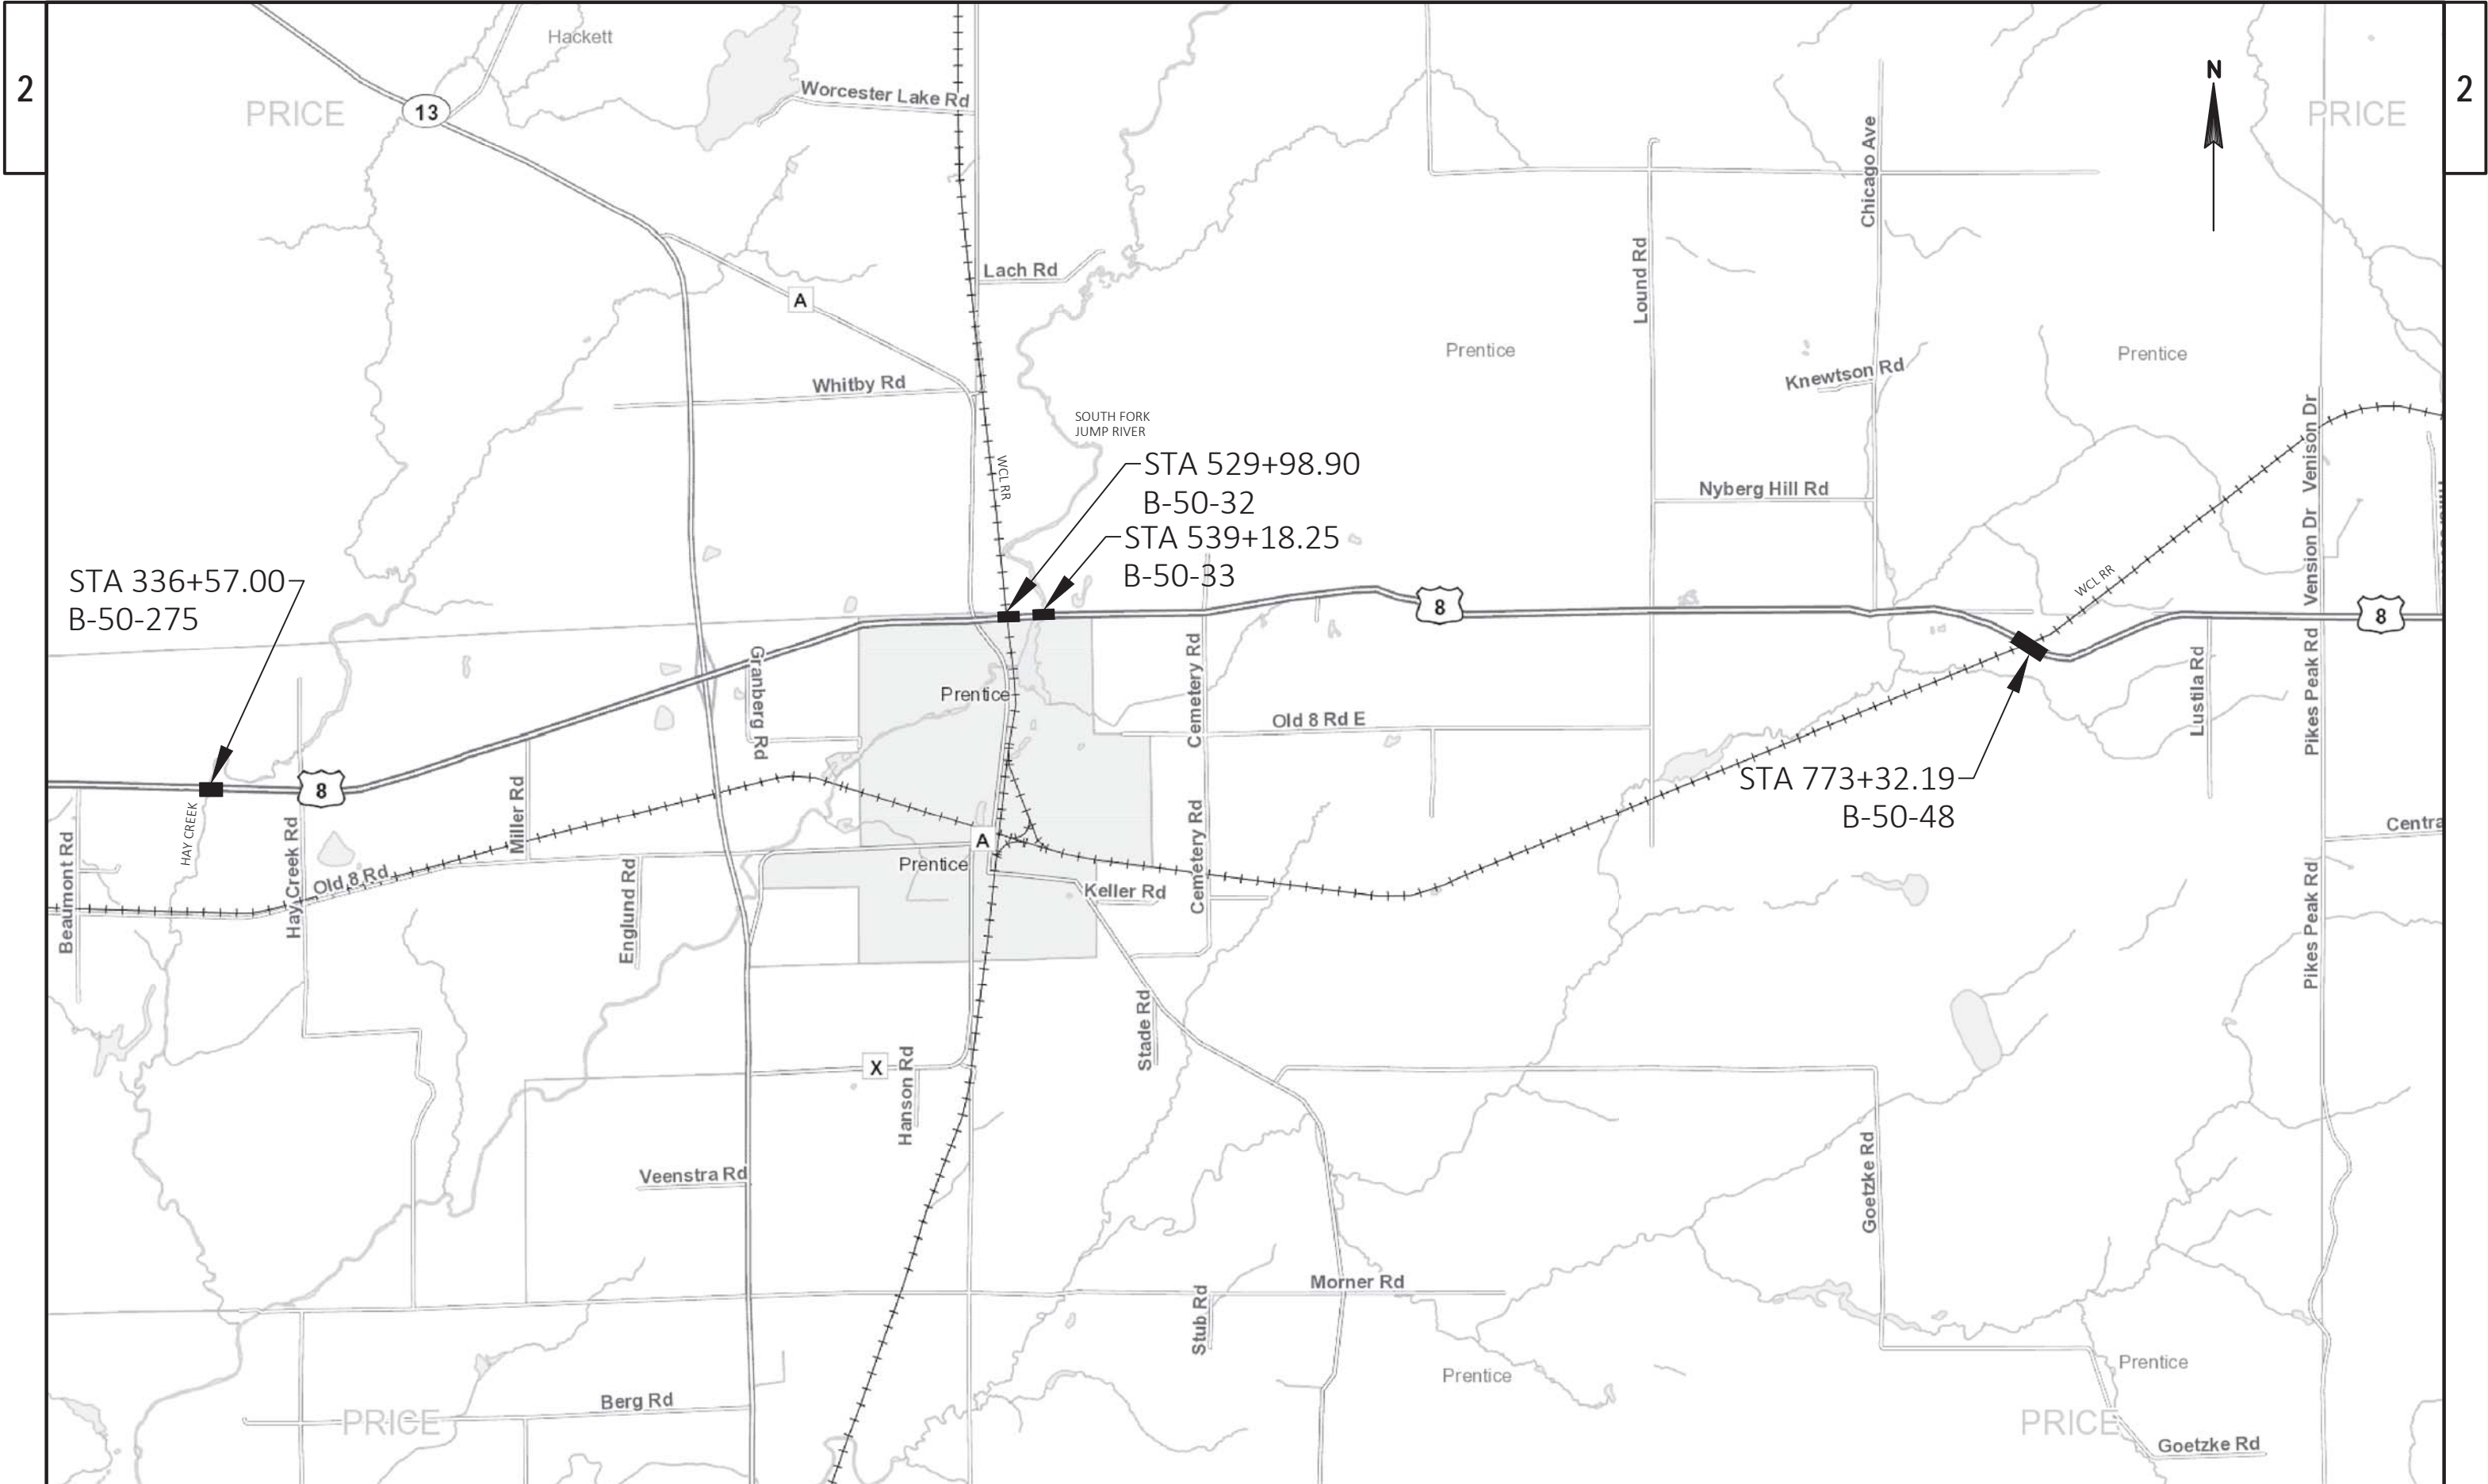 2
2
Hackett
PRICE
13
Worcester Lake Rd
N
PRICE
Chicago Ave
Lach Rd
Lound Rd
A
Prentice
Prentice
Knewtson Rd
Whitby Rd
SOUTH FORK
JUMP RIVER
WCL RR
STA 529+98.90
B-50-32
STA 539+18.25
B-50-33
Nyberg Hill Rd
Venison Dr
Vension Dr
STA 336+57.00
B-50-275
WCL RR
8
8
Granberg Rd
Prentice
Cemetery Rd
Old 8 Rd E
Lustila Rd
Pikes Peak Rd
STA 773+32.19
B-50-48
8
Miller Rd
HAY CREEK
Beaumont Rd
Hay Creek Rd
Old 8 Rd
Englund Rd
A
Prentice
Keller Rd
Cemetery Rd
Centra
Pikes Peak Rd
Stade Rd
X
Hanson Rd
Veenstra Rd
Goetzke Rd
Morner Rd
Stub Rd
Prentice
Prentice
Berg Rd
PRICE
PRICE
Goetzke Rd